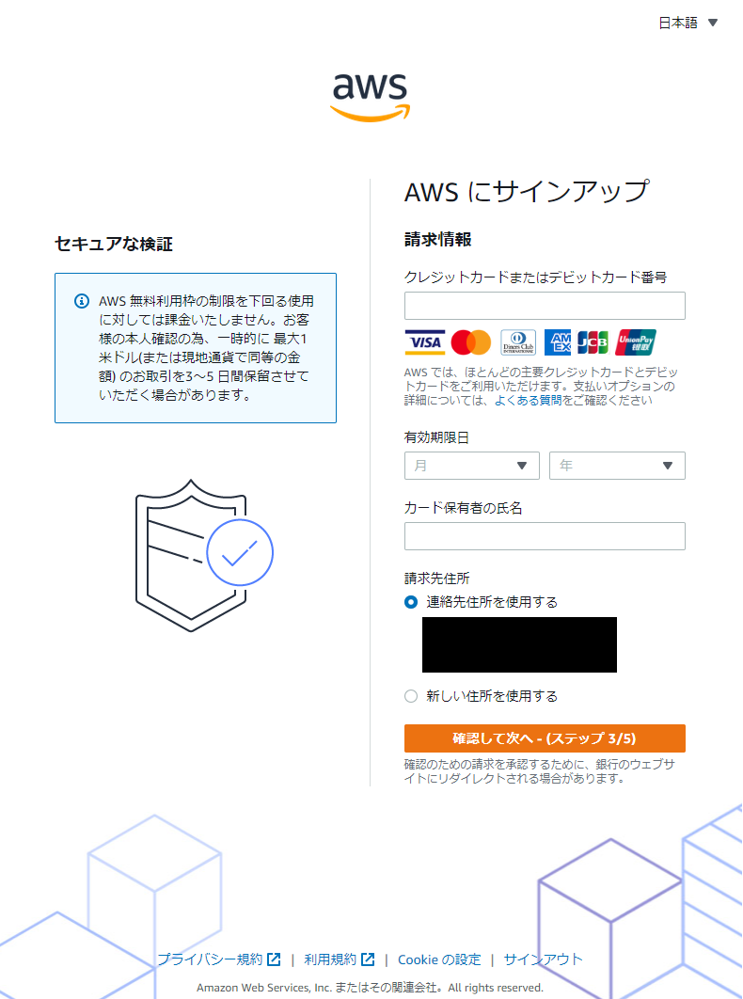 日本語
aws
AWS にサインアップ
セキュアな検証
AWS 無料利用枠の制限を下回る使用
に対しては課金いたしません。お客
様の本人確認の為、一時的に 最大1
米ドル(または現地通貨で同等の金
額) のお取引を3～5 日間保留させて
いただく場合があります。
請求情報
クレジットカードまたはデビットカード番号
VISA
Diners Club
INTERNATIONAL
AM
EX
JCB
UnionPay
银联
AWS では、ほとんどの主要クレジットカードとデビッ
トカードをご利用いただけます。支払いオプションの
詳細については、よくある質問をご確認ください
有効期限日
月
年
カード保有者の氏名
請求先住所
連絡先住所を使用する
新しい住所を使用する
確認して次へ - (ステップ 3/5)
確認のための請求を承認するために、銀行のウェブサ
イトにリダイレクトされる場合があります。
プライバシー規約 | 利用規約 | Cookie の設定 | サインアウト
Amazon Web Services, Inc. またはその関連会社。All rights reserved.